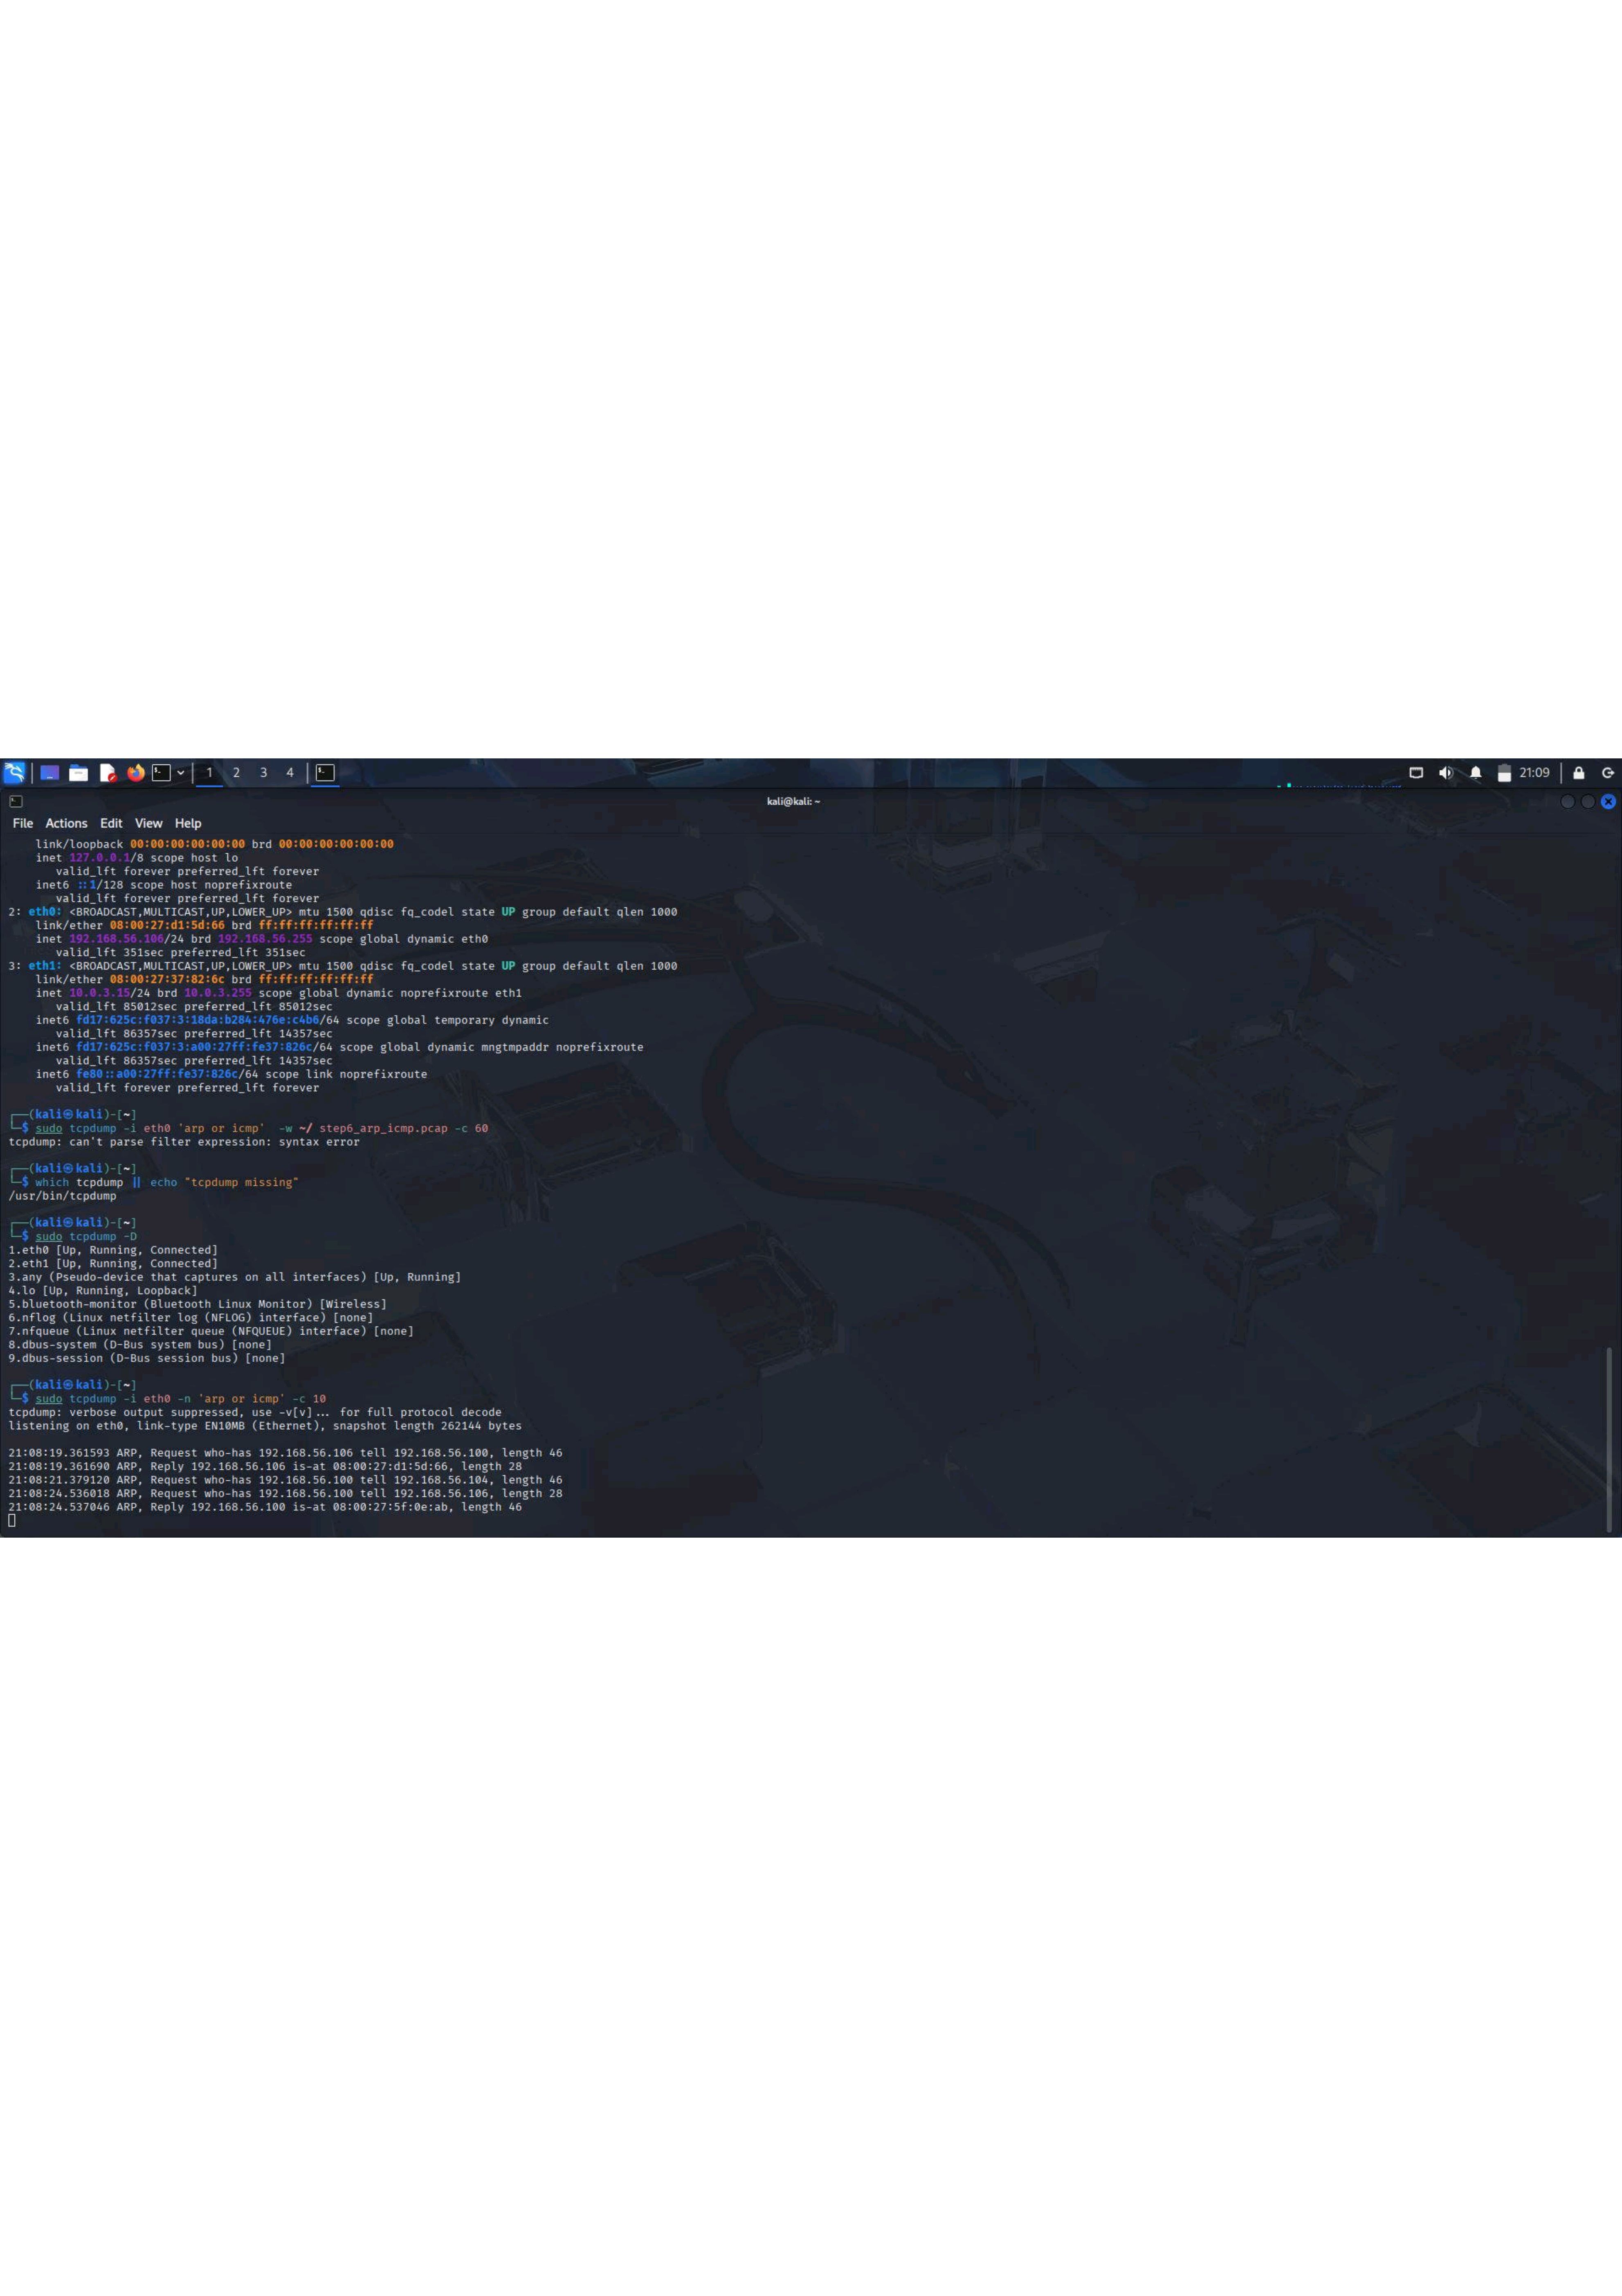 1 2 3 4 21:09
kali@kali: ~
File Actions Edit View Help
link/loopback 00:00:00:00:00:00 brd 00:00:00:00:00:00
inet 127.0.0.1/8 scope host lo
valid_lft forever preferred_lft forever
inet6 ::1/128 scope host noprefixroute
valid_lft forever preferred_lft forever
2: eth0: <BROADCAST,MULTICAST,UP,LOWER_UP> mtu 1500 qdisc fq_codel state UP group default qlen 1000
link/ether 08:00:27:d1:5d:66 brd ff:ff:ff:ff:ff:ff
inet 192.168.56.106/24 brd 192.168.56.255 scope global dynamic eth0
valid_lft 351sec preferred_lft 351sec
3: eth1: <BROADCAST,MULTICAST,UP,LOWER_UP> mtu 1500 qdisc fq_codel state UP group default qlen 1000
link/ether 08:00:27:37:82:6c brd ff:ff:ff:ff:ff:ff
inet 10.0.3.15/24 brd 10.0.3.255 scope global dynamic noprefixroute eth1
valid_lft 85012sec preferred_lft 85012sec
inet6 fd17:625c:f037:3:18da:b284:476e:c4b6/64 scope global temporary dynamic
valid_lft 86357sec preferred_lft 14357sec
inet6 fd17:625c:f037:3:a00:27ff:fe37:826c/64 scope global dynamic mngtmpaddr noprefixroute
valid_lft 86357sec preferred_lft 14357sec
inet6 fe80::a00:27ff:fe37:826c/64 scope link noprefixroute
valid_lft forever preferred_lft forever
┌──(kali㉿kali)-[~]
└─$ sudo tcpdump -i eth0 'arp or icmp'  -w ~/ step6_arp_icmp.pcap -c 60
tcpdump: can't parse filter expression: syntax error
┌──(kali㉿kali)-[~]
└─$ which tcpdump || echo "tcpdump missing"
/usr/bin/tcpdump
┌──(kali㉿kali)-[~]
└─$ sudo tcpdump -D
1.eth0 [Up, Running, Connected]
2.eth1 [Up, Running, Connected]
3.any (Pseudo-device that captures on all interfaces) [Up, Running]
4.lo [Up, Running, Loopback]
5.bluetooth-monitor (Bluetooth Linux Monitor) [Wireless]
6.nflog (Linux netfilter log (NFLOG) interface) [none]
7.nfqueue (Linux netfilter queue (NFQUEUE) interface) [none]
8.dbus-system (D-Bus system bus) [none]
9.dbus-session (D-Bus session bus) [none]
┌──(kali㉿kali)-[~]
└─$ sudo tcpdump -i eth0 -n 'arp or icmp' -c 10
tcpdump: verbose output suppressed, use -v[v]... for full protocol decode
listening on eth0, link-type EN10MB (Ethernet), snapshot length 262144 bytes
21:08:19.361593 ARP, Request who-has 192.168.56.106 tell 192.168.56.100, length 46
21:08:19.361690 ARP, Reply 192.168.56.106 is-at 08:00:27:d1:5d:66, length 28
21:08:21.379120 ARP, Request who-has 192.168.56.100 tell 192.168.56.104, length 46
21:08:24.536018 ARP, Request who-has 192.168.56.100 tell 192.168.56.106, length 28
21:08:24.537046 ARP, Reply 192.168.56.100 is-at 08:00:27:5f:0e:ab, length 46